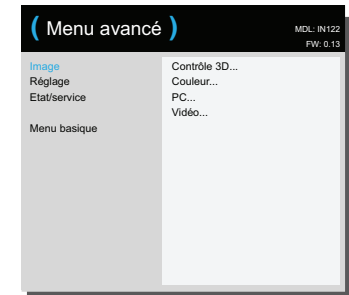 ( Menu avancé )
MDL: IN122
FW: 0.13
Image
Réglage
Etat/service
Menu basique
Contrôle 3D...
Couleur...
PC...
Vidéo...